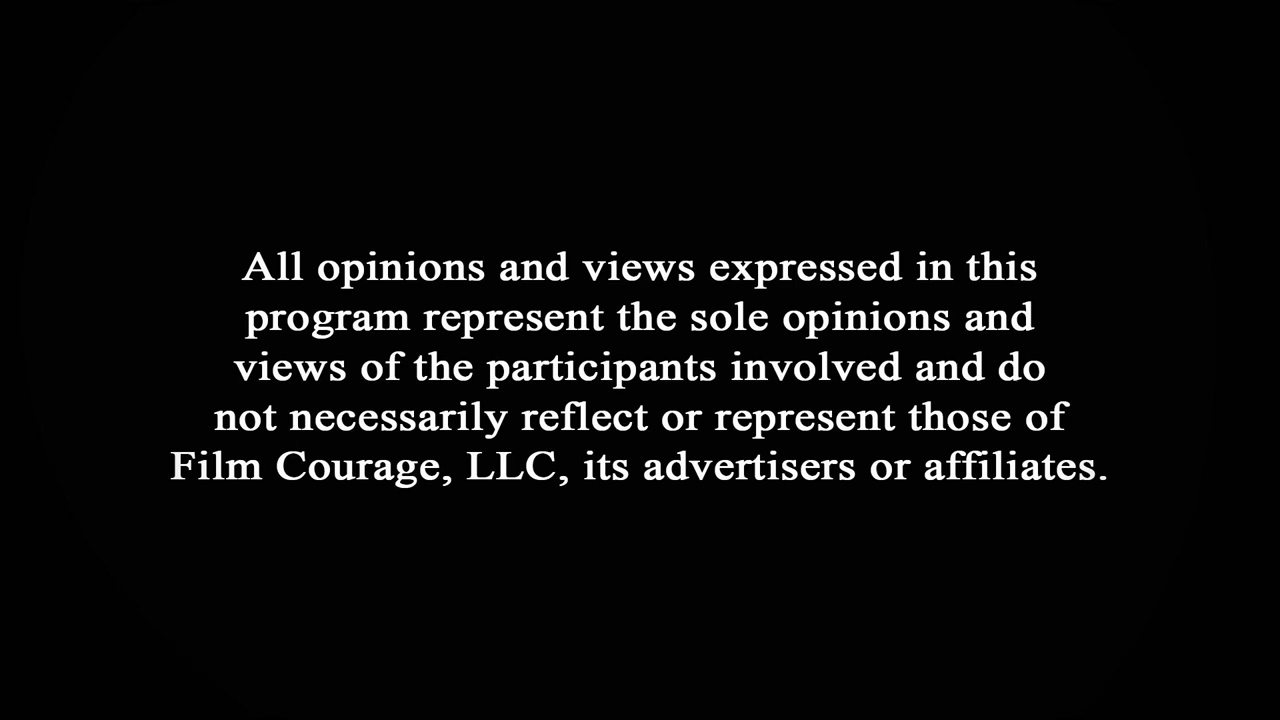 All opinions and views expressed in this
program represent the sole opinions and
views of the participants involved and do
not necessarily reflect or represent those of
Film Courage, LLC, its advertisers or affiliates.